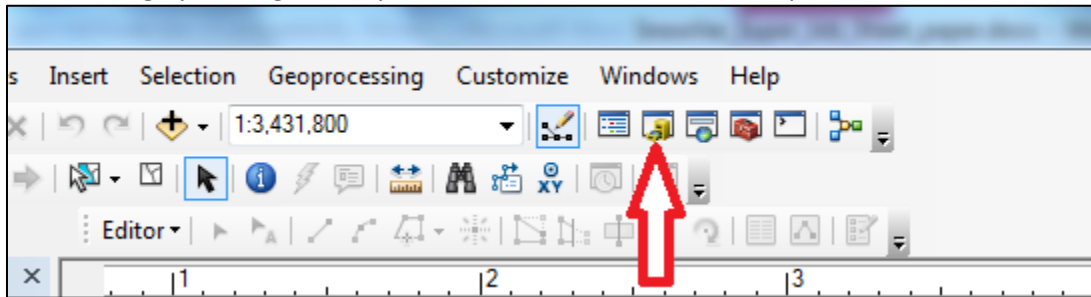 s Insert Selection Geoprocessing Customize Windows Help
1:3,431,800
XY
Editor
1 2 3